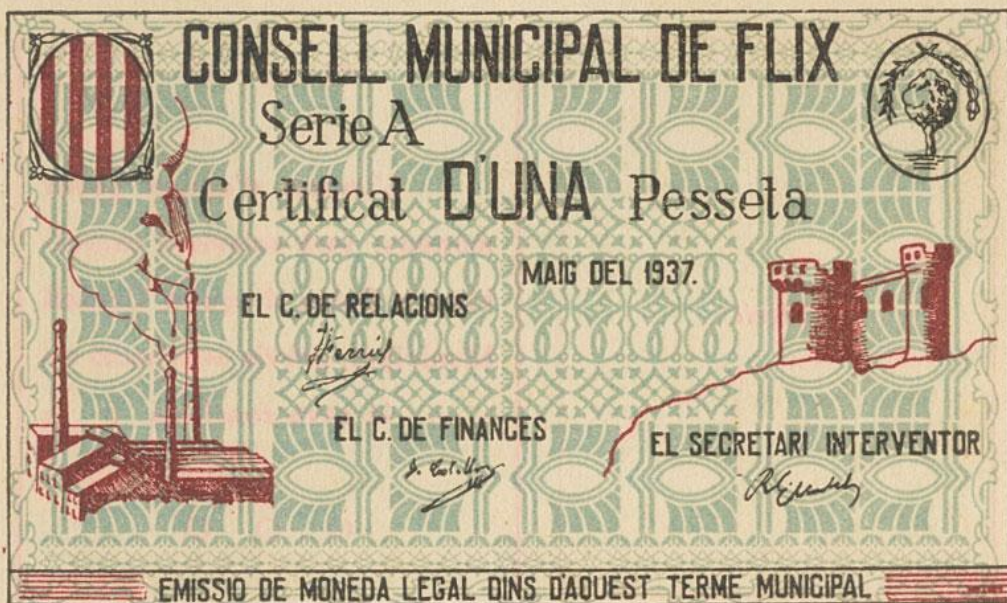 CONSELL MUNICIPAL DE FLIX
Serie A
Certificat D'UNA Pesseta
MAIG DEL 1937.
EL C. DE RELACIONS
EL C. DE FINANCES
EL SECRETARI INTERVENTOR
EMISSIO DE MONEDA LEGAL DINS D'AQUEST TERME MUNICIPAL